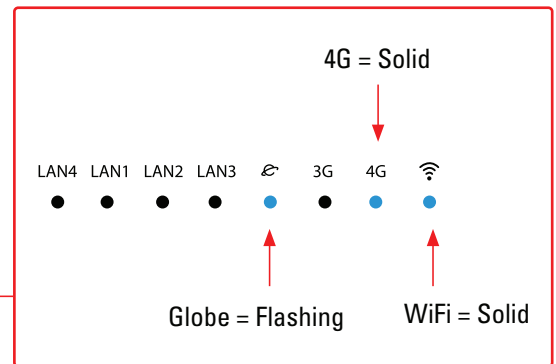 4G = Solid
LAN4 LAN1 LAN2 LAN3 3G 4G
Globe = Flashing
WiFi = Solid